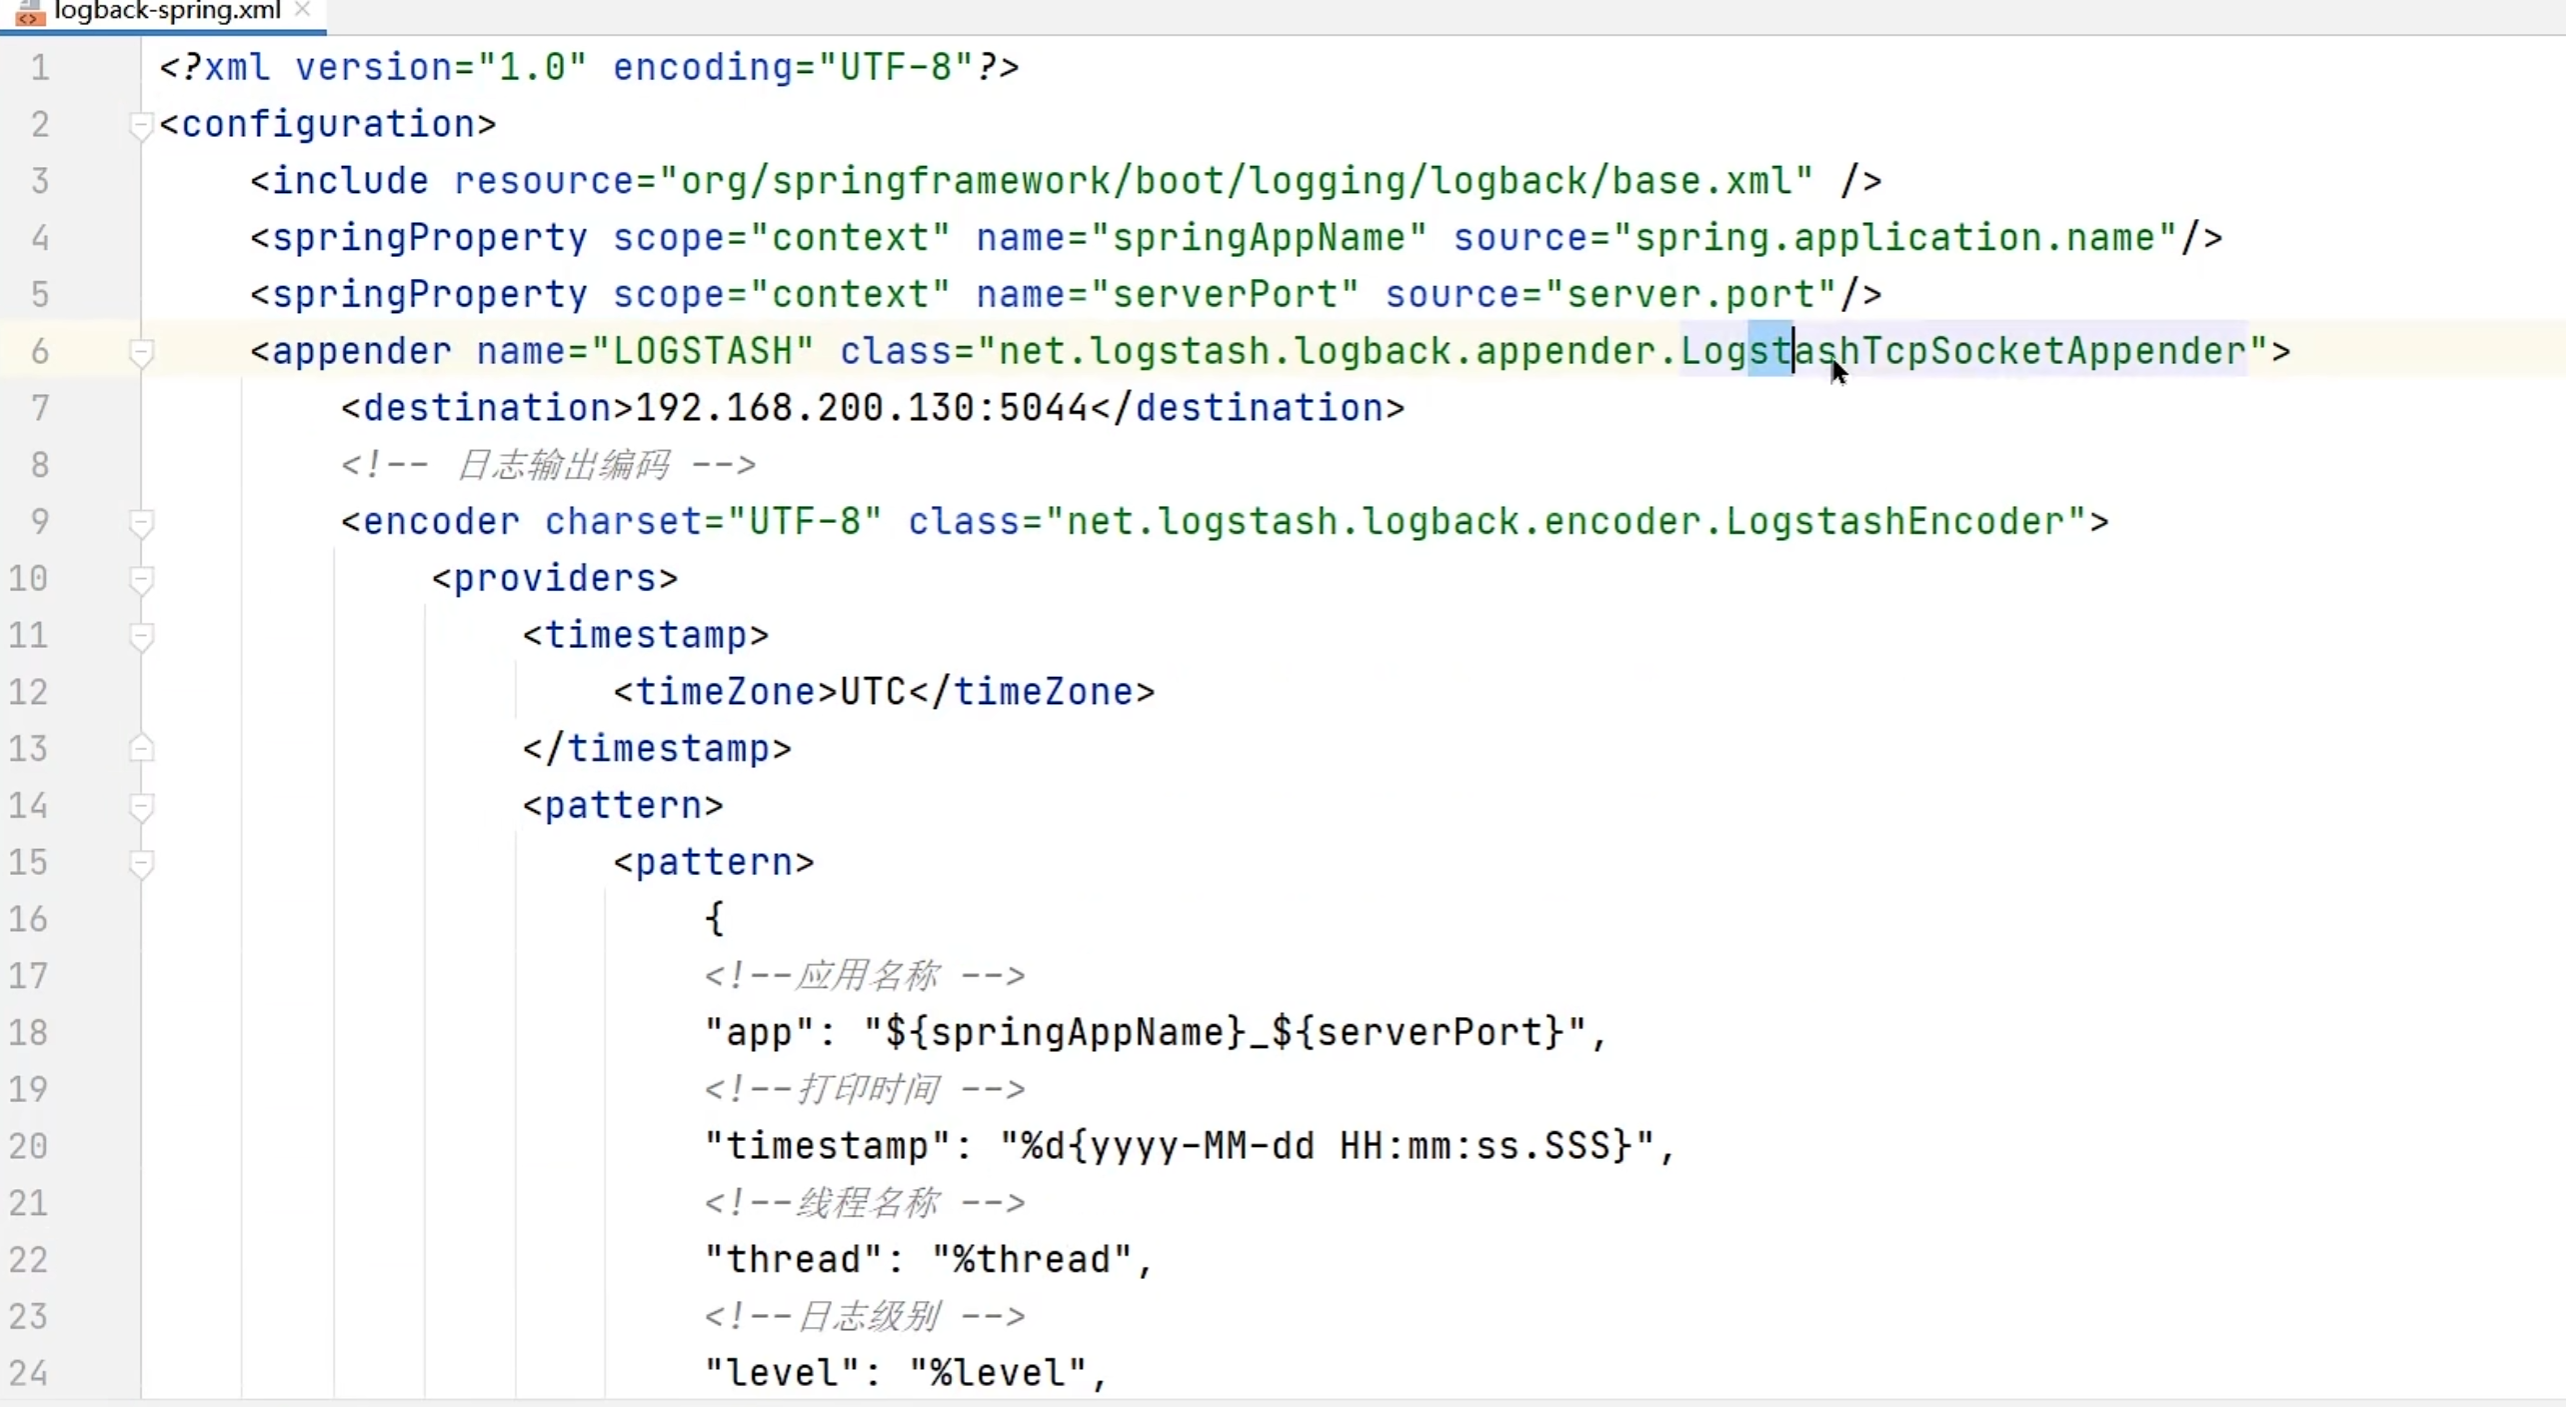 logback-spring.xml
1 <?xml version="1.0" encoding="UTF-8"?>
2 <configuration>
3 <include resource="org/springframework/boot/logging/logback/base.xml" />
4 <springProperty scope="context" name="springAppName" source="spring.application.name"/>
5 <springProperty scope="context" name="serverPort" source="server.port"/>
6 <appender name="LOGSTASH" class="net.logstash.logback.appender.LogstashTcpSocketAppender">
7 <destination>192.168.200.130:5044</destination>
8 <!-- 日志输出编码 -->
9 <encoder charset="UTF-8" class="net.logstash.logback.encoder.LogstashEncoder">
10 <providers>
11 <timestamp>
12 <timeZone>UTC</timeZone>
13 </timestamp>
14 <pattern>
15 <pattern>
16 {
17 <!--应用名称 -->
18 "app": "${springAppName}_${serverPort}",
19 <!--打印时间 -->
20 "timestamp": "%d{yyyy-MM-dd HH:mm:ss.SSS}",
21 <!--线程名称 -->
22 "thread": "%thread",
23 <!--日志级别 -->
24 "level": "%level",